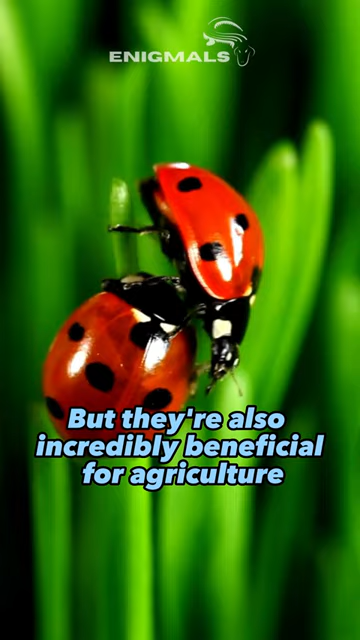 ENIGMALS
But they're also
incredibly beneficial
for agriculture